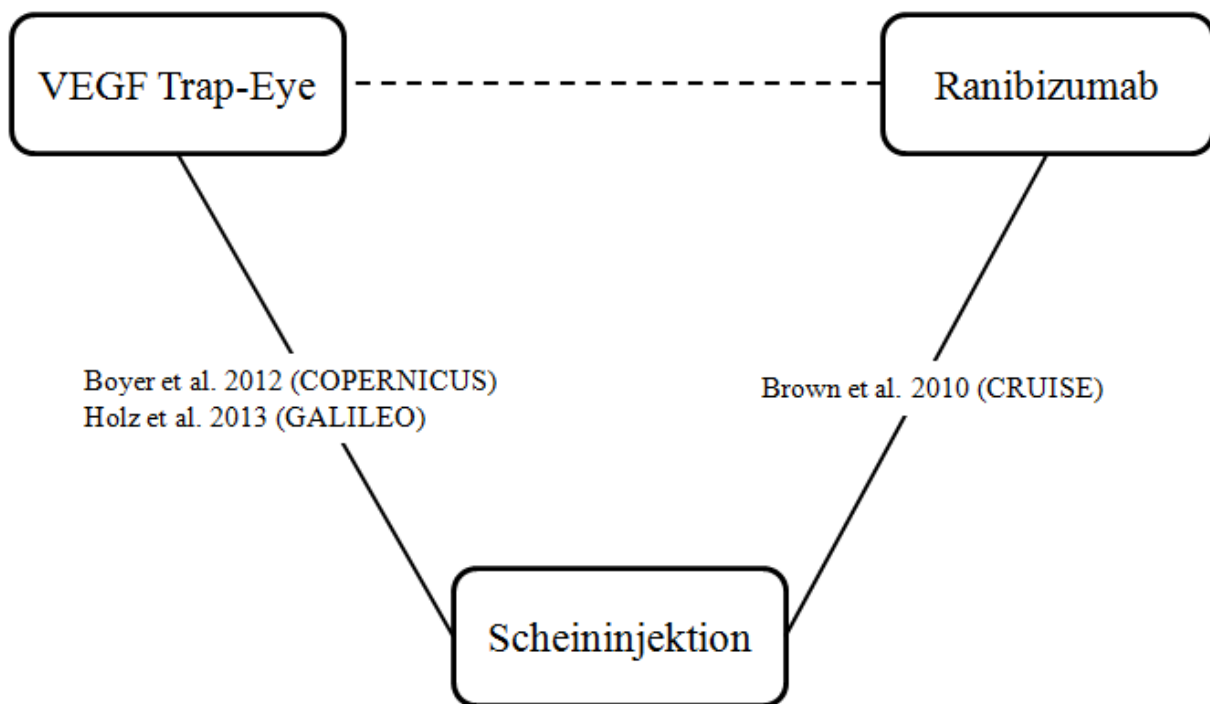 VEGF Trap-Eye
Ranibizumab
Boyer et al. 2012 (COPERNICUS)
Holz et al. 2013 (GALILEO)
Brown et al. 2010 (CRUISE)
Scheininjektion